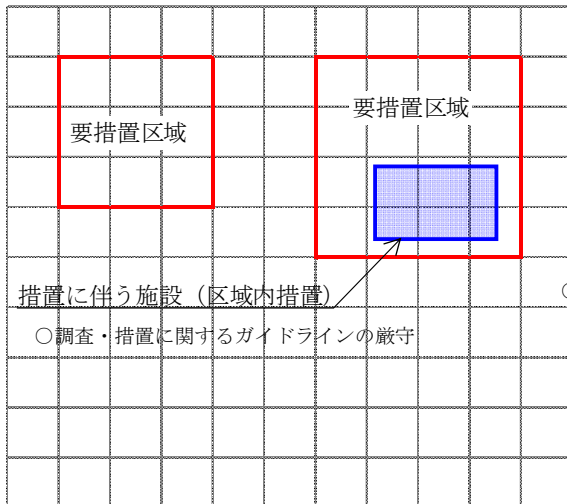 要措置区域
要措置区域
措置に伴う施設（区域内措置）
○
○調査・措置に関するガイドラインの厳守